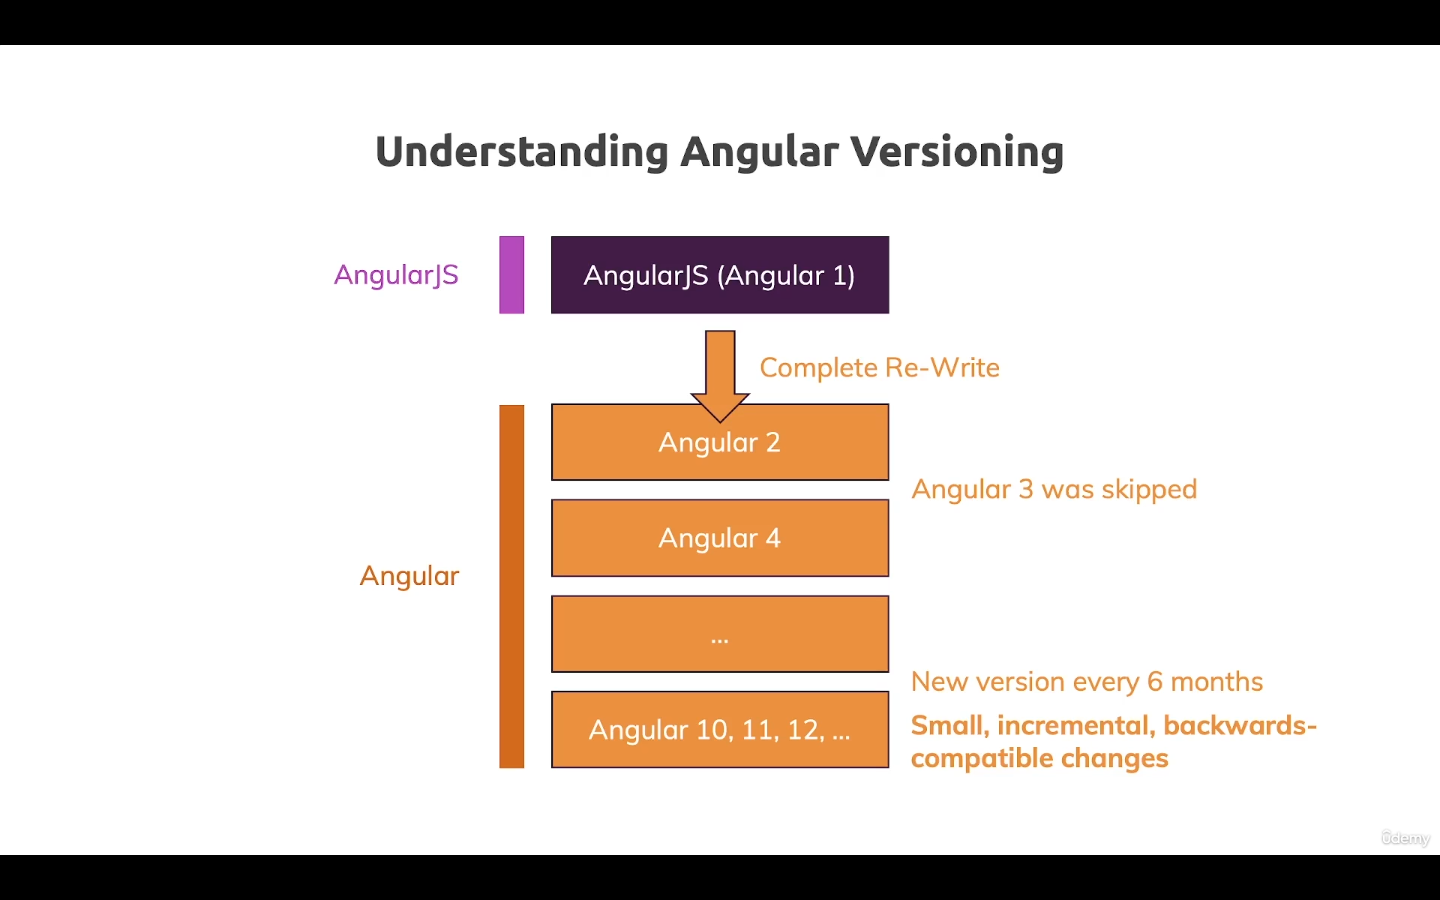 Understanding Angular Versioning
AngularJS
AngularJS (Angular 1)
Complete Re-Write
Angular 2
Angular 3 was skipped
Angular 4
Angular
...
New version every 6 months
Angular 10, 11, 12, ...
Small, incremental, backwards-
compatible changes
ûdemy